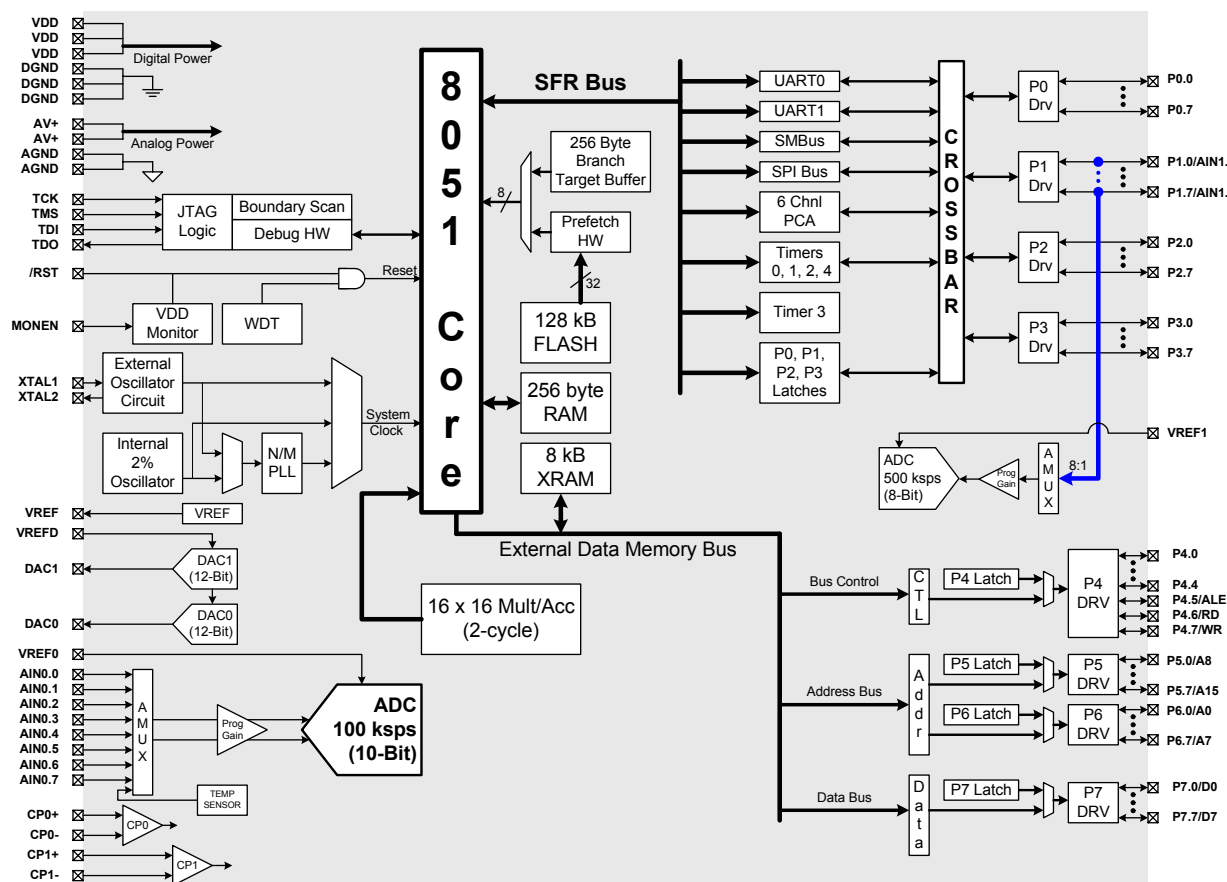 VDD
VDD
VDD
Digital Power
DGND
DGND
DGND
AV+
AV+
Analog Power
AGND
AGND
TCK
TMS
TDI
TDO
JTAG
Logic
Boundary Scan
Debug HW
/RST
Reset
MONEN
VDD
Monitor
WDT
XTAL1
XTAL2
External
Oscillator
Circuit
Internal
2%
Oscillator
N/M
PLL
System
Clock
VREF
VREF
VREFD
DAC1
DAC1
(12-Bit)
DAC0
DAC0
(12-Bit)
VREF0
AIN0.0
AIN0.1
AIN0.2
AIN0.3
AIN0.4
AIN0.5
AIN0.6
AIN0.7
AMUX
Prog
Gain
ADC
100 ksps
(10-Bit)
TEMP
SENSOR
CP0+
CP0-
CP0
CP1+
CP1-
CP1
8051 Core
SFR Bus
8
256 Byte
Branch
Target Buffer
Prefetch
HW
32
128 kB
FLASH
256 byte
RAM
8 kB
XRAM
External Data Memory Bus
16 x 16 Mult/Acc
(2-cycle)
UART0
UART1
SMBus
SPI Bus
6 Chnl
PCA
Timers
0, 1, 2, 4
Timer 3
P0, P1,
P2, P3
Latches
CROSSBAR
P0
Drv
P0.0
P0.7
P1
Drv
P1.0/AIN1.
P1.7/AIN1.
P2
Drv
P2.0
P2.7
P3
Drv
P3.0
P3.7
VREF1
ADC
500 ksps
(8-Bit)
Prog
Gain
AMUX
8:1
Bus Control
CTL
P4 Latch
P4
DRV
P4.0
P4.4
P4.5/ALE
P4.6/RD
P4.7/WR
Address Bus
Addr
P5 Latch
P5
DRV
P5.0/A8
P5.7/A15
P6 Latch
P6
DRV
P6.0/A0
P6.7/A7
Data Bus
Data
P7 Latch
P7
DRV
P7.0/D0
P7.7/D7